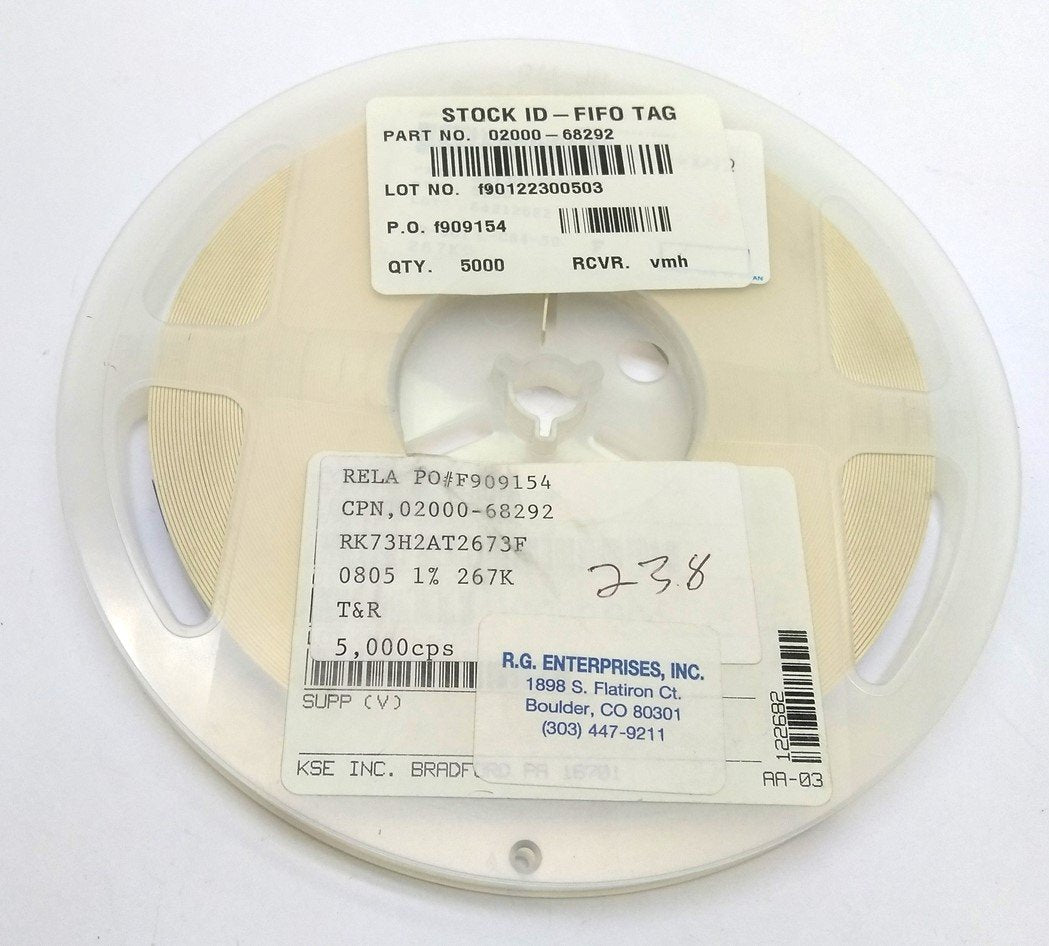 STOCK ID – FIFO TAG
PART NO. 02000 – 68292
LOT NO. f90122300503
P.O. f909154
QTY. 5000 RCVR. vmh
RELA PO#F909154
CPN,02000-68292
RK73H2AT2673F
0805 1% 267K
T&R
5,000cps
23.8
R.G. ENTERPRISES, INC.
1898 S. Flatiron Ct.
Boulder, CO 80301
(303) 447-9211
SUPP (V)
122682
KSE INC. BRADFORD PA 16701
AA-03